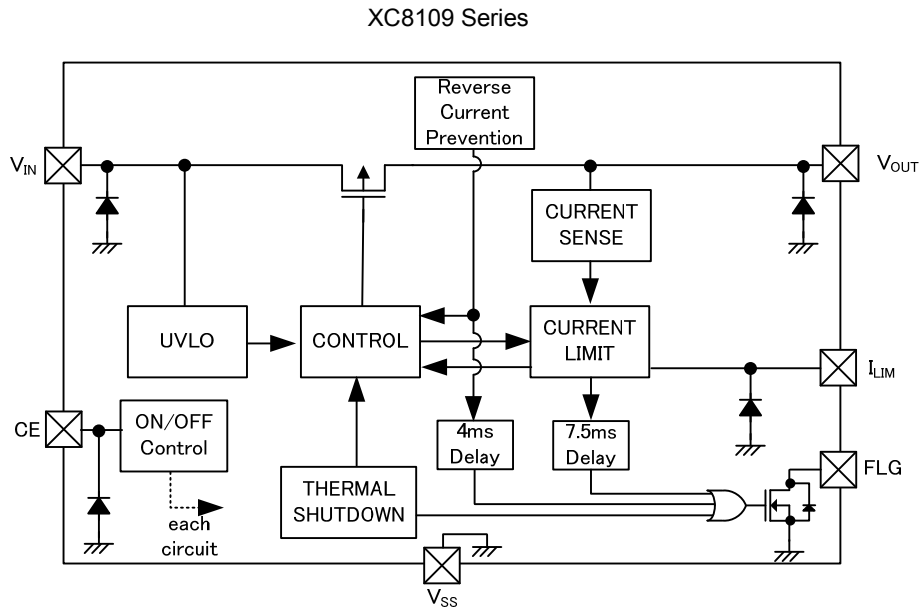 XC8109 Series
Reverse
Current
Prevention
VIN
VOUT
CURRENT
SENSE
UVLO
CONTROL
CURRENT
LIMIT
ILIM
CE
ON/OFF
Control
4ms
Delay
7.5ms
Delay
FLG
THERMAL
SHUTDOWN
each
circuit
VSS